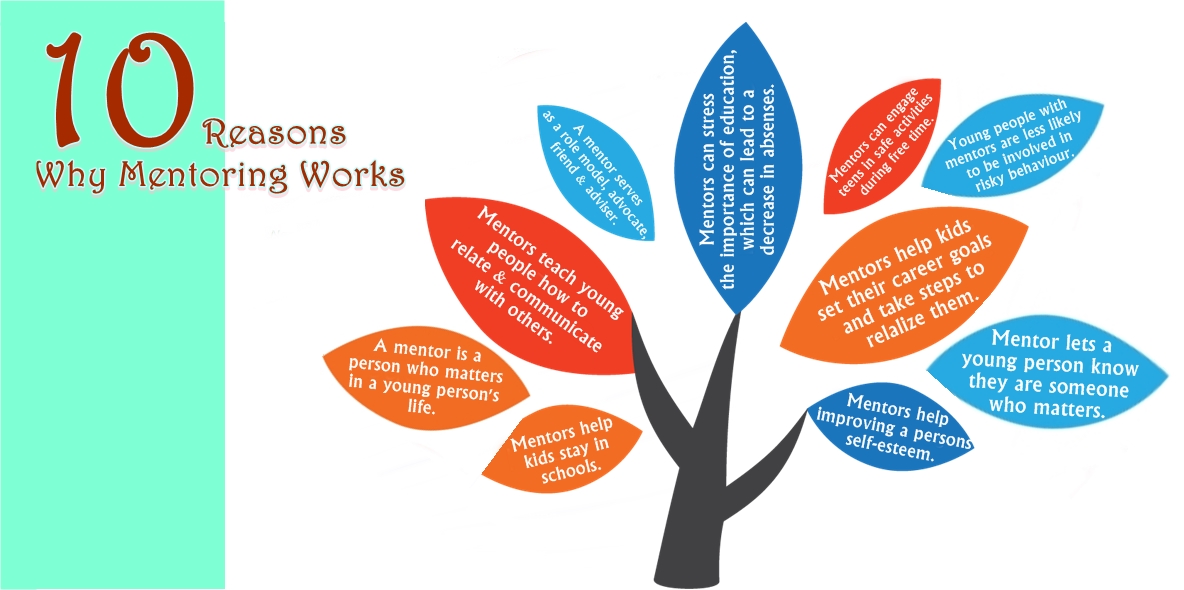 10 Reasons
Why Mentoring Works
A mentor serves
as a role model, advocate,
friend & adviser.
Mentors can stress
the importance of education,
which can lead to a
decrease in absenses.
Mentors can engage
teens in safe activities
during free time.
Young people with
mentors are less likely
to be involved in
risky behaviour.
Mentors teach young
people how to
relate & communicate
with others.
Mentors help kids
set their career goals
and take steps to
relalize them.
A mentor is a
person who matters
in a young person's
life.
Mentor lets a
young person know
they are someone
who matters.
Mentors help
kids stay in
schools.
Mentors help
improving a persons
self-esteem.